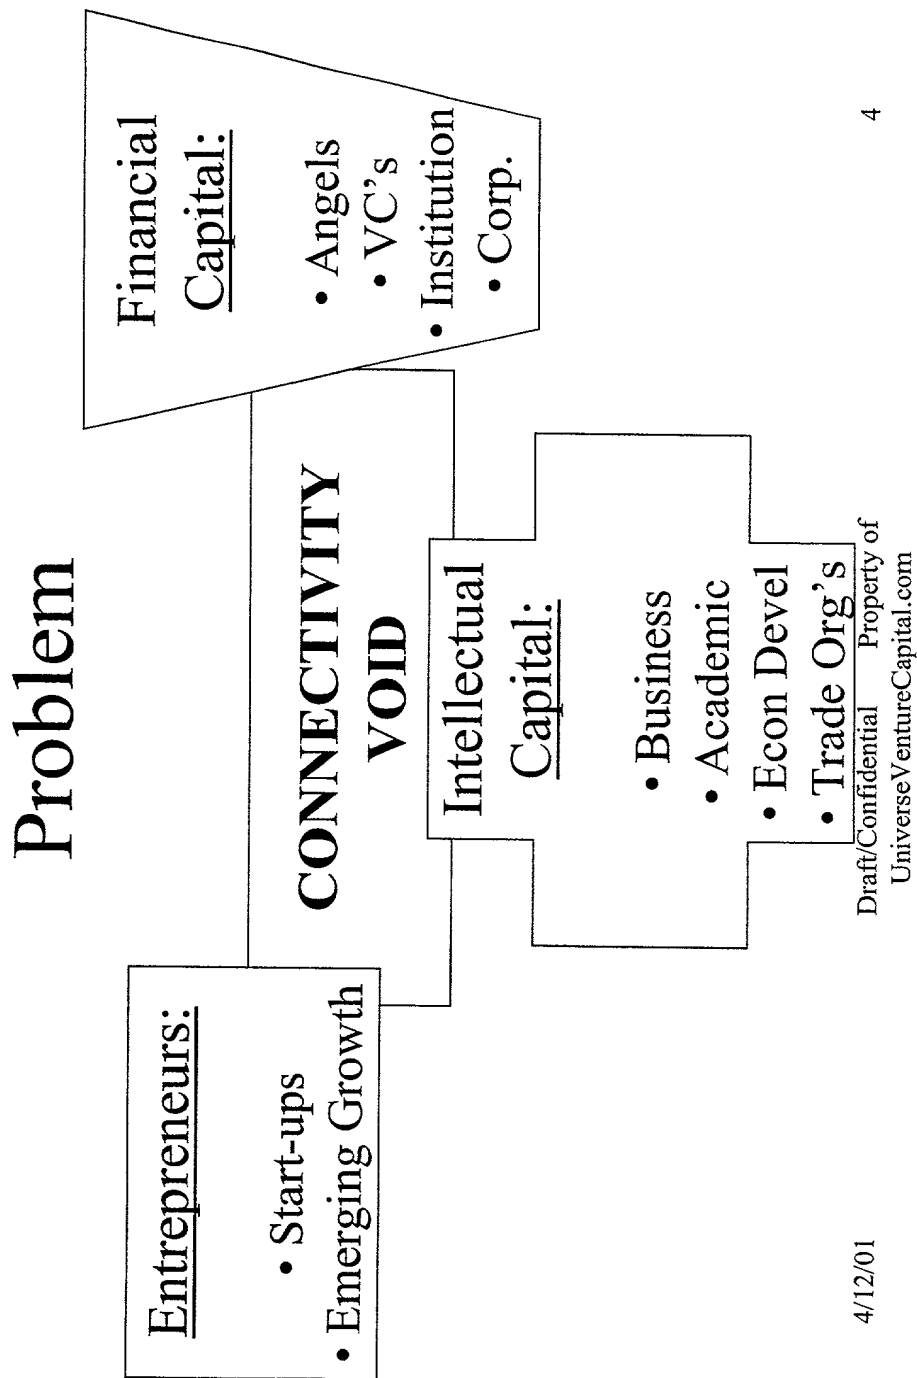 Problem
Entrepreneurs:
• Start-ups
• Emerging Growth
CONNECTIVITY
VOID
Financial
Capital:
• Angels
• VC's
• Institution
• Corp.
Intellectual
Capital:
• Business
• Academic
• Econ Devel
• Trade Org's
4/12/01
Draft/Confidential Property of
UniverseVentureCapital.com
4